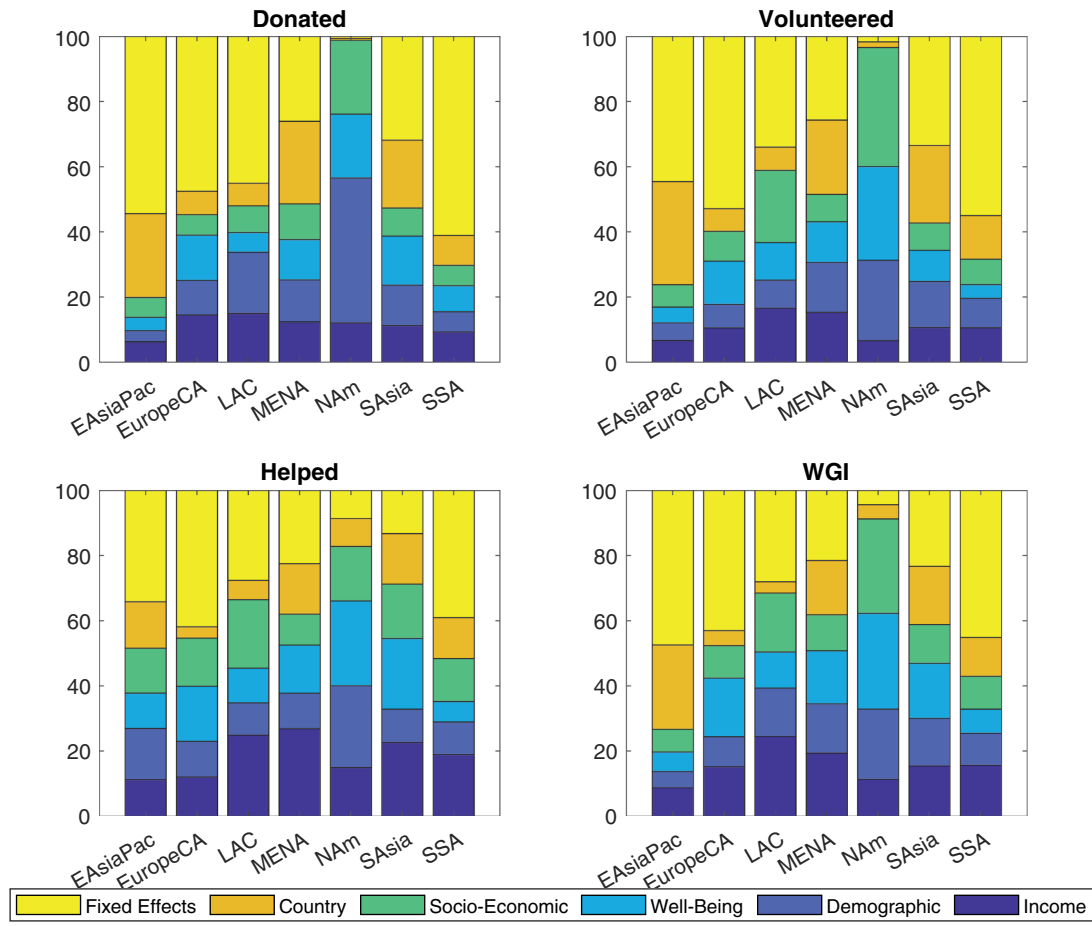 Donated
100
80
60
40
20
0
EAsiaPac
EuropeCA
LAC
MENA
NAm
SAsia
SSA
Volunteered
100
80
60
40
20
0
EAsiaPac
EuropeCA
LAC
MENA
NAm
SAsia
SSA
Helped
100
80
60
40
20
0
EAsiaPac
EuropeCA
LAC
MENA
NAm
SAsia
SSA
WGI
100
80
60
40
20
0
EAsiaPac
EuropeCA
LAC
MENA
NAm
SAsia
SSA
Fixed Effects Country Socio-Economic Well-Being Demographic Income